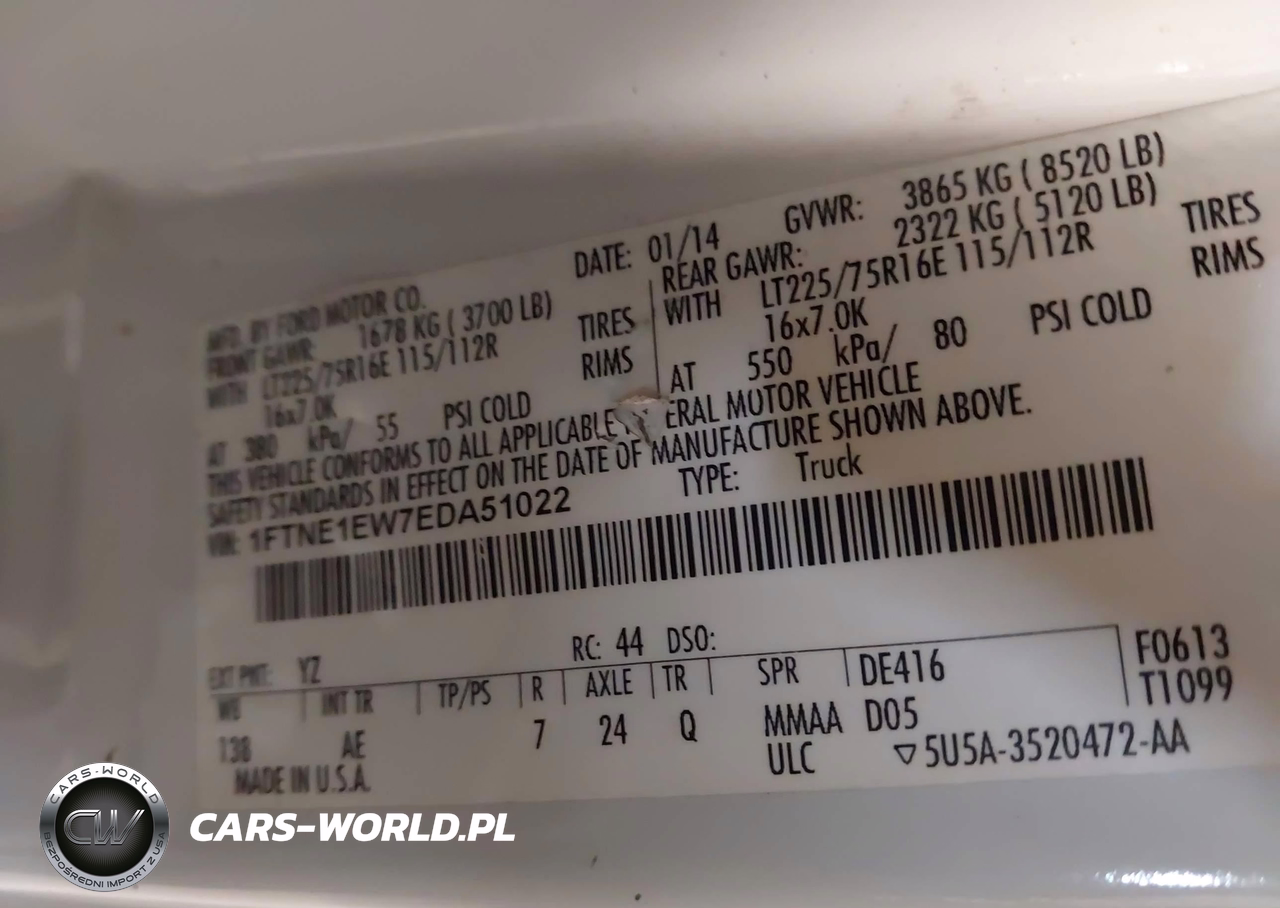 MFD. BY FORD MOTOR CO.
DATE: 01/14
GVWR: 3865 KG ( 8520 LB)
FRONT GAWR: 1678 KG ( 3700 LB)
REAR GAWR: 2322 KG ( 5120 LB)
WITH LT225/75R16E 115/112R TIRES
WITH LT225/75R16E 115/112R TIRES
16x7.0K RIMS
16x7.0K RIMS
AT 380 kPa/ 55 PSI COLD
AT 550 kPa/ 80 PSI COLD
THIS VEHICLE CONFORMS TO ALL APPLICABLE ERAL MOTOR VEHICLE
SAFETY STANDARDS IN EFFECT ON THE DATE OF MANUFACTURE SHOWN ABOVE.
VIN: 1FTNE1EW7EDA51022
TYPE: Truck
EXT PNT: YZ RC: 44 DSO:
WB INT TR TP/PS R AXLE TR SPR DE416 F0613
T1099
138 AE 7 24 Q MMAA D05
MADE IN U.S.A. ULC ▽5U5A-3520472-AA
CARS-WORLD
CW
BEZPOŚREDNI IMPORT Z USA
CARS-WORLD.PL